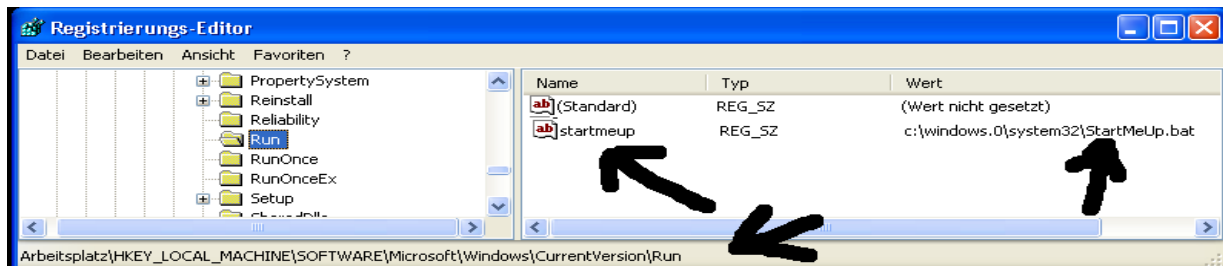 Registrierungs-Editor
Datei Bearbeiten Ansicht Favoriten ?
PropertySystem
Reinstall
Reliability
Run
RunOnce
RunOnceEx
Setup
SharedDlls
Name Typ Wert
(Standard) REG_SZ (Wert nicht gesetzt)
startmeup REG_SZ c:\windows.0\system32\StartMeUp.bat
Arbeitsplatz\HKEY_LOCAL_MACHINE\SOFTWARE\Microsoft\Windows\CurrentVersion\Run